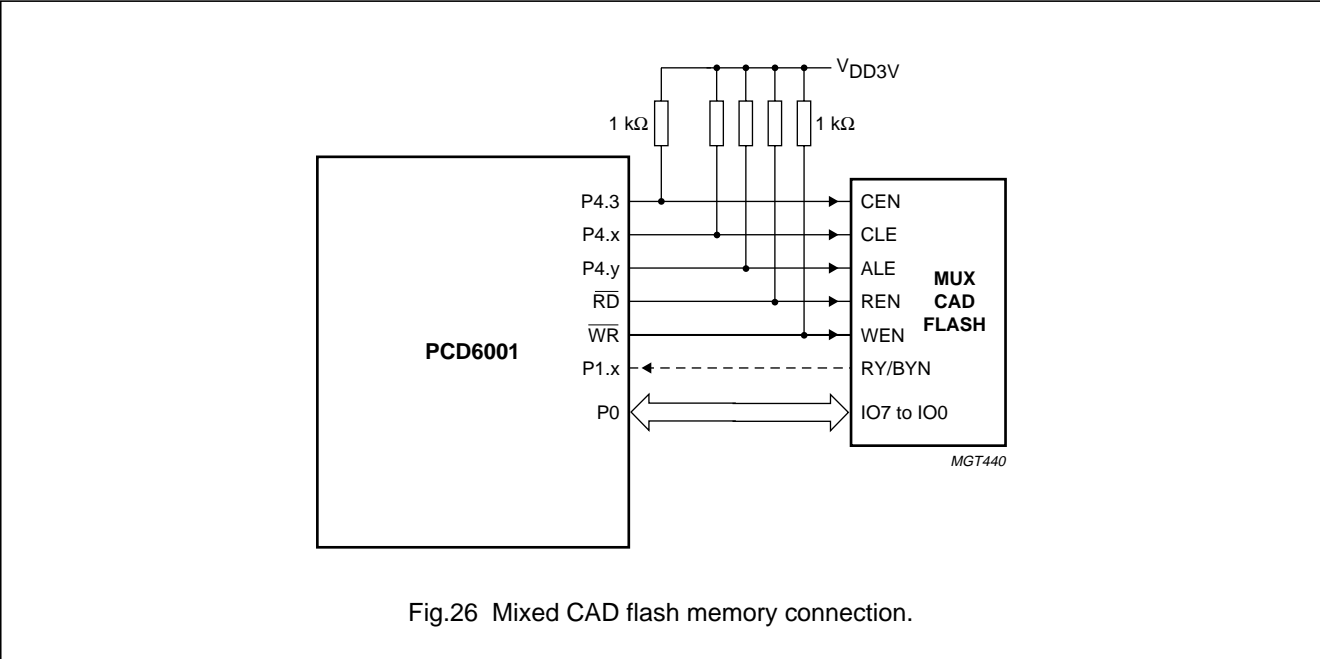 VDD3V
1 kΩ
1 kΩ
P4.3
CEN
P4.x
CLE
P4.y
ALE
MUX
CAD
FLASH
RD
REN
WR
WEN
PCD6001
P1.x
RY/BYN
P0
IO7 to IO0
MGT440
Fig.26 Mixed CAD flash memory connection.